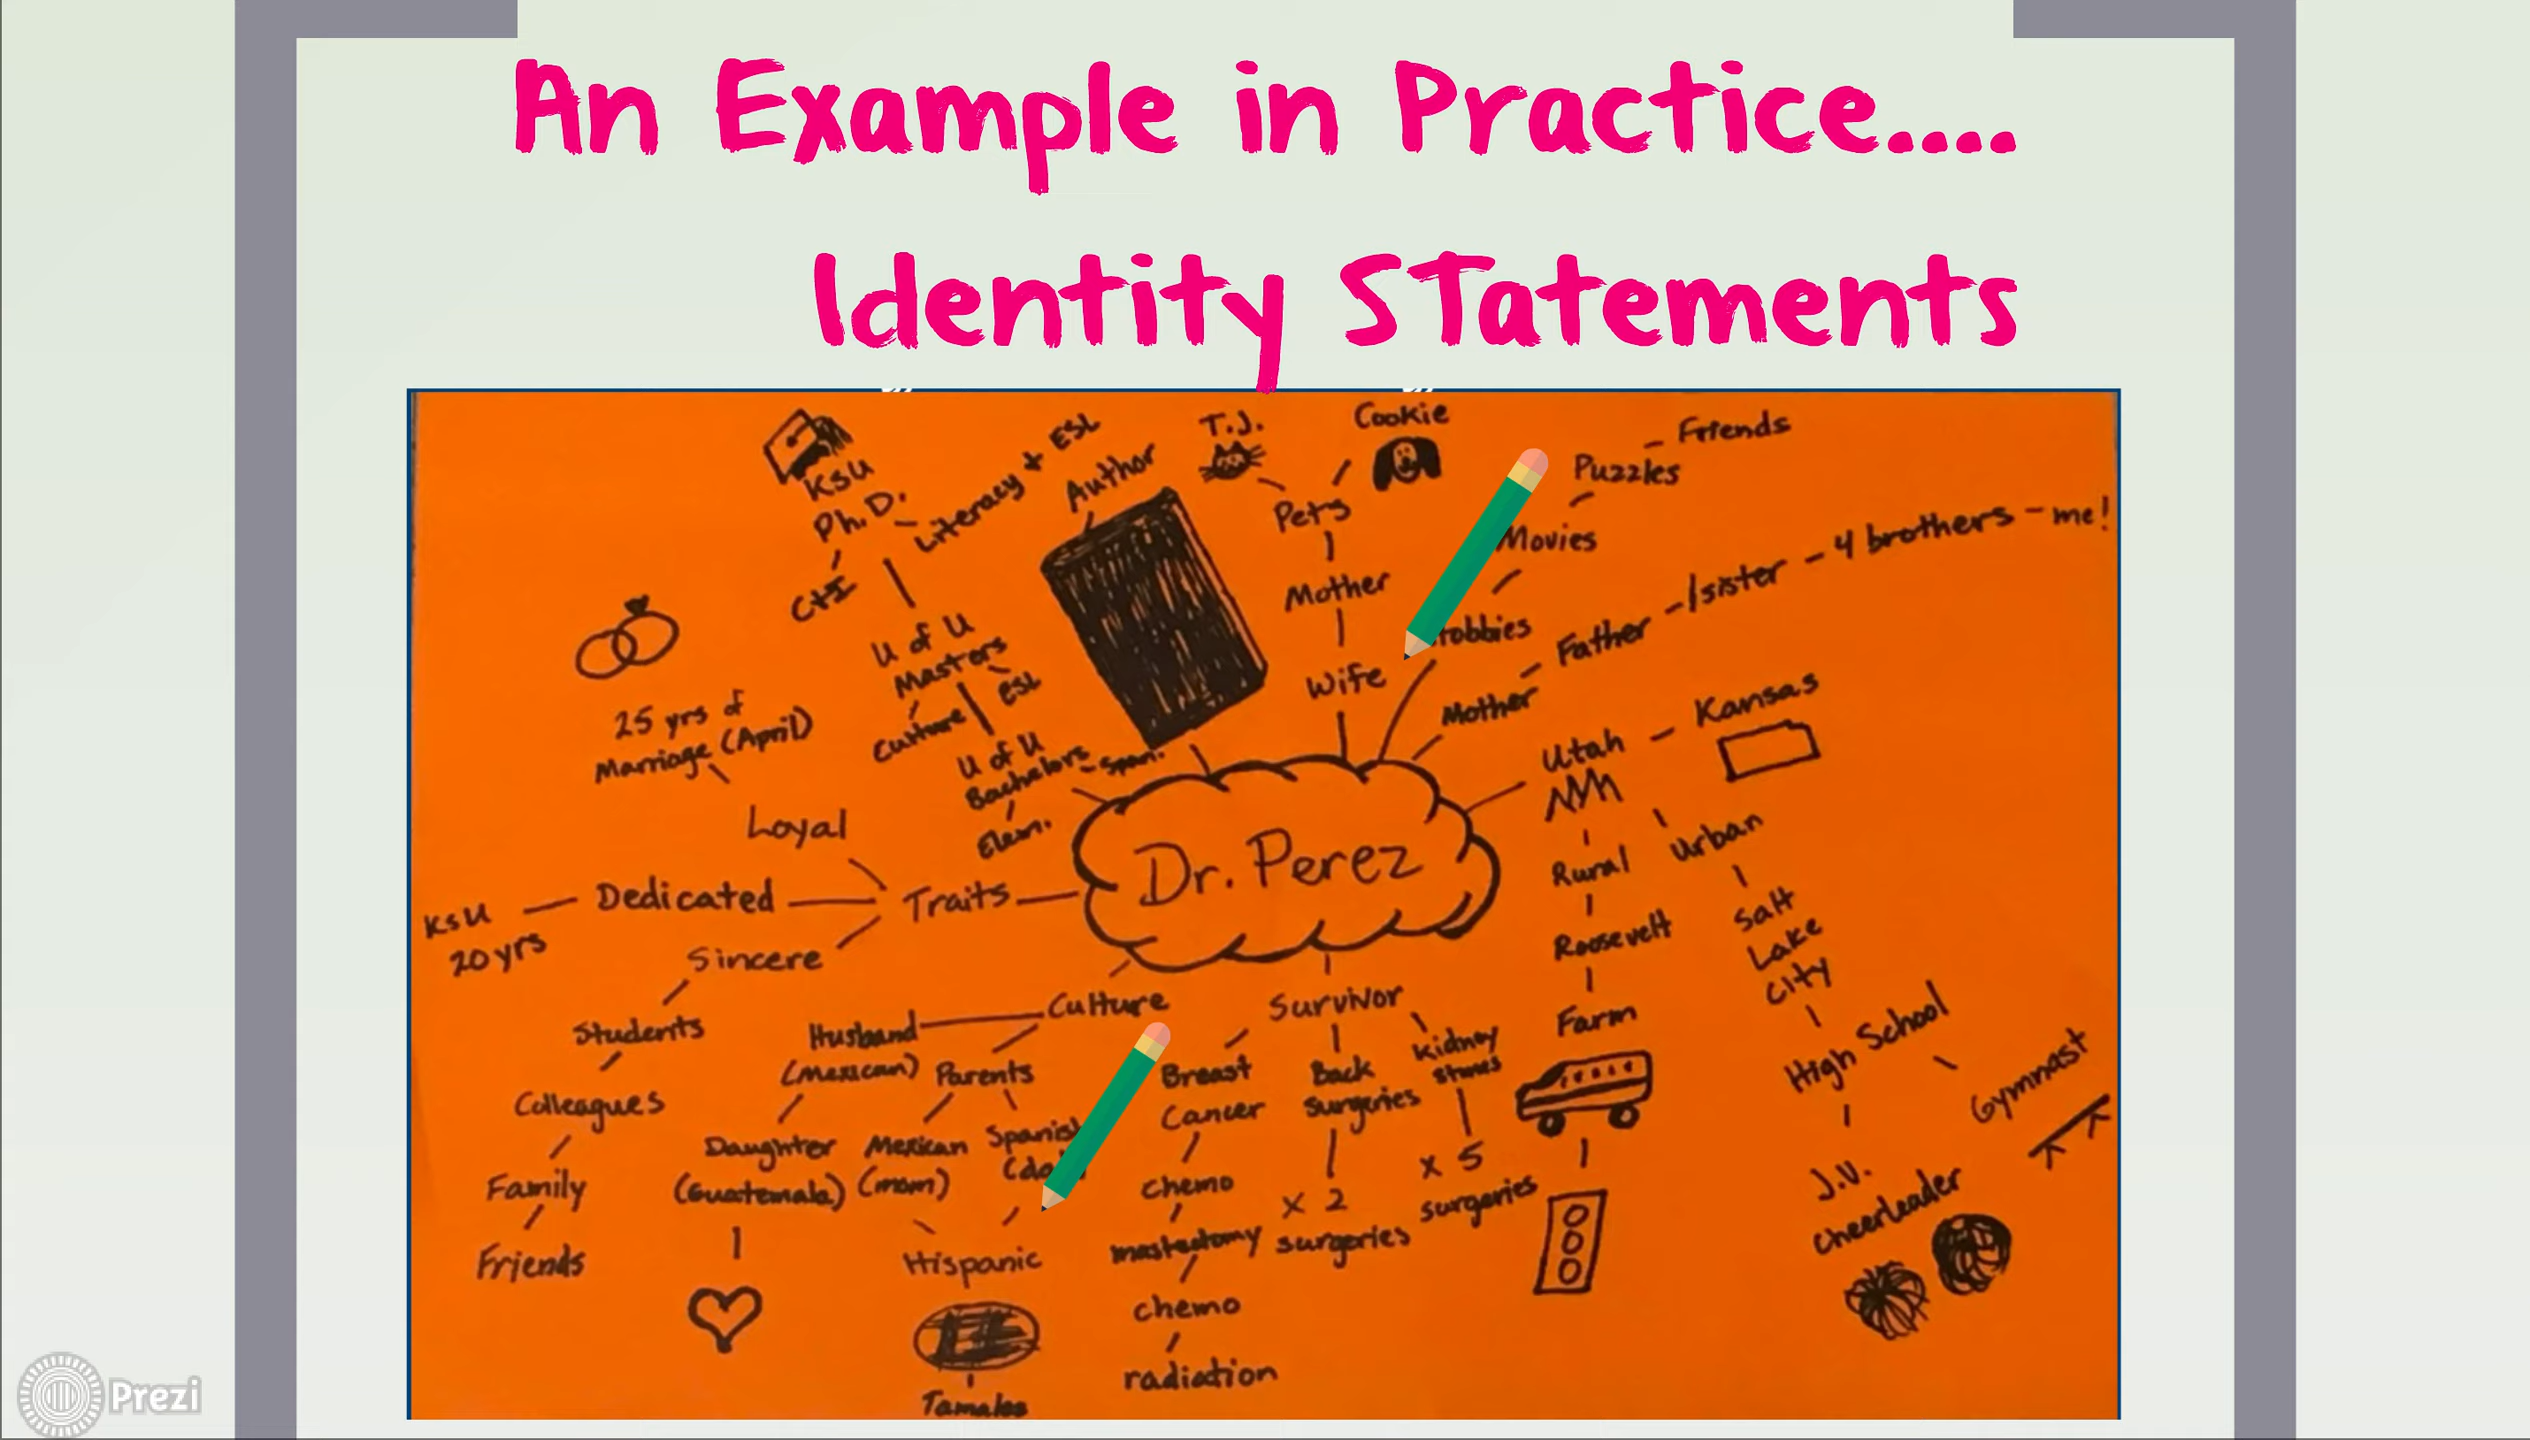 An Example in Practice....
Identity STatements
KSU
Ph.D.
Literacy + ESL
C+I
U of U
Masters
ESL
Culture
U of U
Bachelors - Span.
Elem.
Author
T.J.
Cookie
Pets
Mother
Wife
Friends
Puzzles
Movies
Mother - Father - 1 sister - 4 brothers - me!
Utah - Kansas
Rural
Roosevelt
Farm
Urban
Salt
Lake
City
High School
Gymnast
J.V.
Cheerleader
Dr. Perez
25 yrs of
Marriage (April)
Loyal
Traits
Dedicated
KSU
20 yrs
Sincere
Students
Colleagues
Family
Friends
Culture
Husband
(Mexican)
Daughter
(Guatemala)
Parents
Mexican
(mom)
Hispanic
Tamales
Survivor
Breast
Cancer
chemo
mastectomy
chemo
radiation
Back
surgeries
x 2
surgeries
Kidney
stones
x 5
surgeries
Prezi